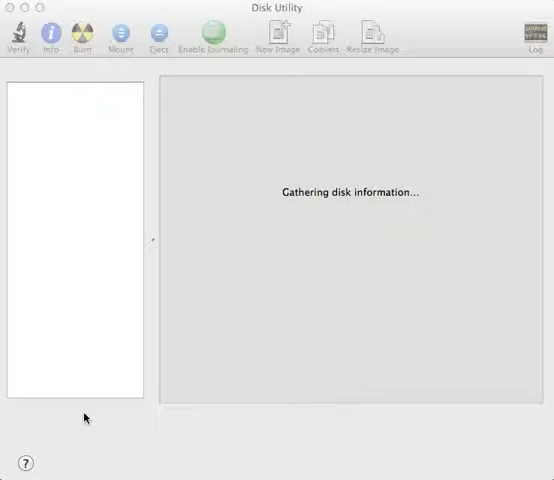 Disk Utility
Verify Info Burn Mount Eject Enable Journaling New Image Convert Resize Image Log
Gathering disk information...
?